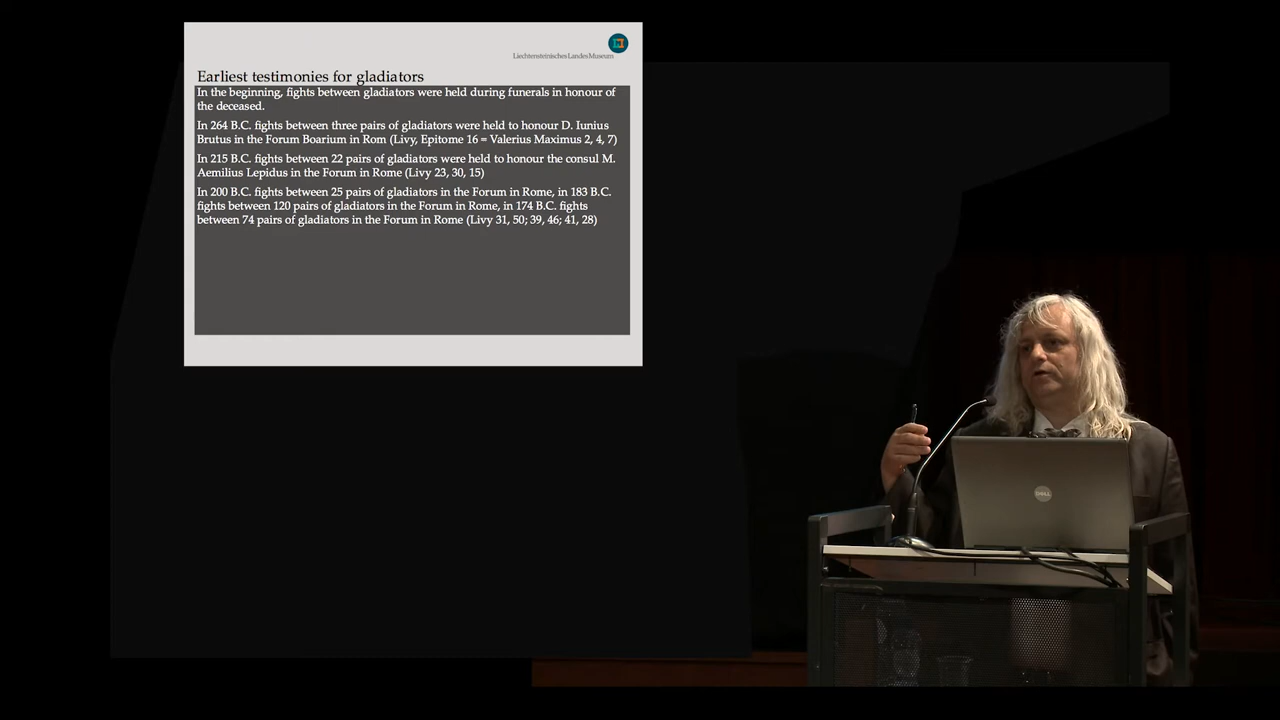 Liechtensteinisches LandesMuseum
Earliest testimonies for gladiators
In the beginning, fights between gladiators were held during funerals in honour of
the deceased.
In 264 B.C. fights between three pairs of gladiators were held to honour D. Iunius
Brutus in the Forum Boarium in Rom (Livy, Epitome 16 = Valerius Maximus 2, 4, 7)
In 215 B.C. fights between 22 pairs of gladiators were held to honour the consul M.
Aemilius Lepidus in the Forum in Rome (Livy 23, 30, 15)
In 200 B.C. fights between 25 pairs of gladiators in the Forum in Rome, in 183 B.C.
fights between 120 pairs of gladiators in the Forum in Rome, in 174 B.C. fights
between 74 pairs of gladiators in the Forum in Rome (Livy 31, 50; 39, 46; 41, 28)
DELL